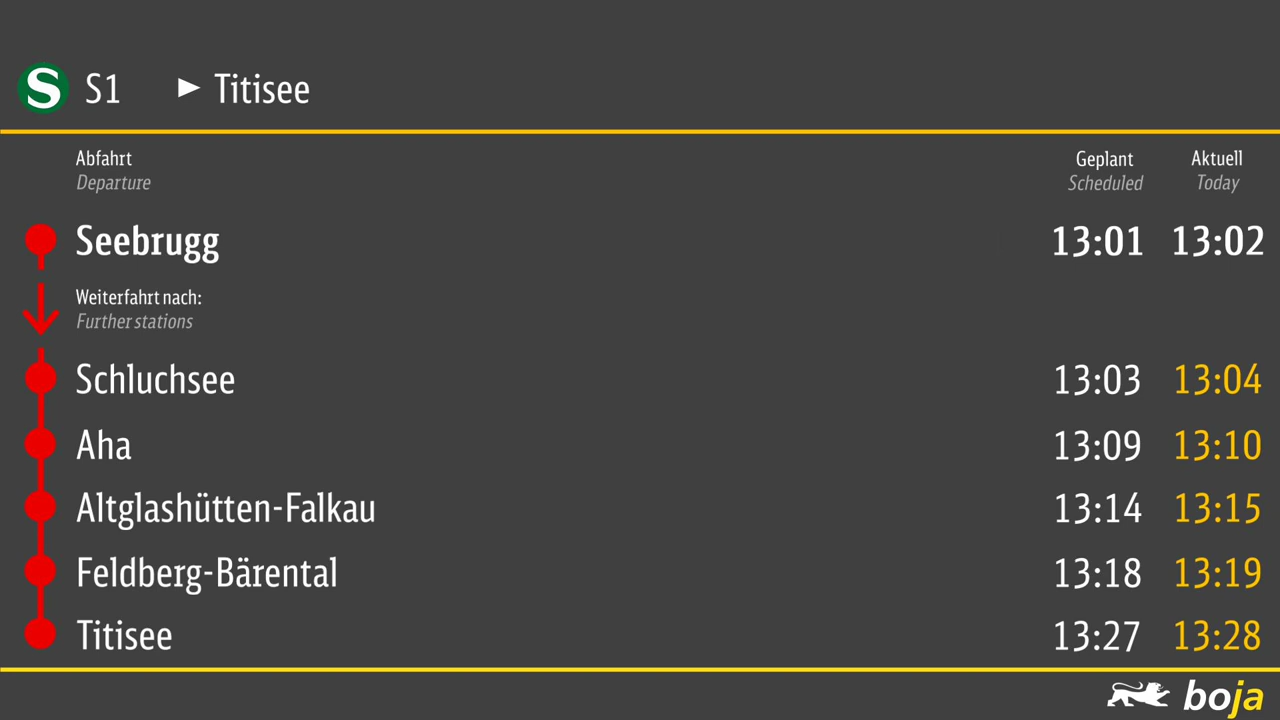 S S1 ► Titisee
Abfahrt Geplant Aktuell
Departure Scheduled Today
Seebrugg 13:01 13:02
Weiterfahrt nach:
Further stations
Schluchsee 13:03 13:04
Aha 13:09 13:10
Altglashütten-Falkau 13:14 13:15
Feldberg-Bärental 13:18 13:19
Titisee 13:27 13:28
boja